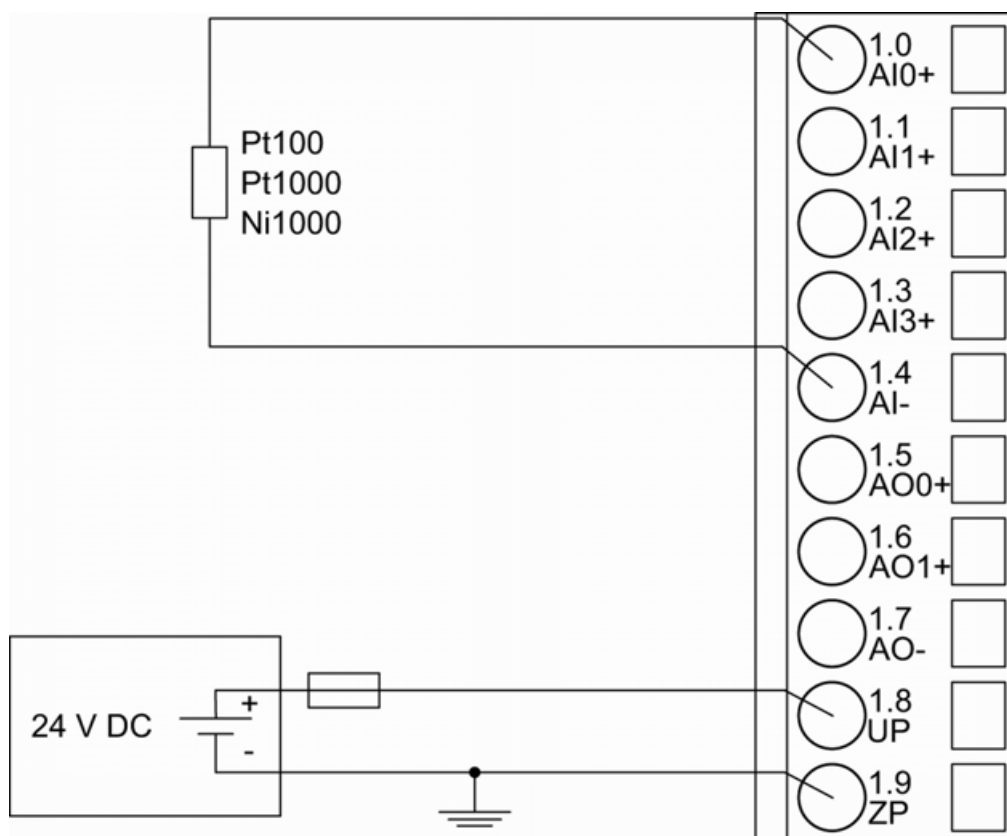 1.0
AI0+
Pt100
Pt1000
Ni1000
1.1
AI1+
1.2
AI2+
1.3
AI3+
1.4
AI-
1.5
AO0+
1.6
AO1+
1.7
AO-
24 V DC
+
-
1.8
UP
1.9
ZP